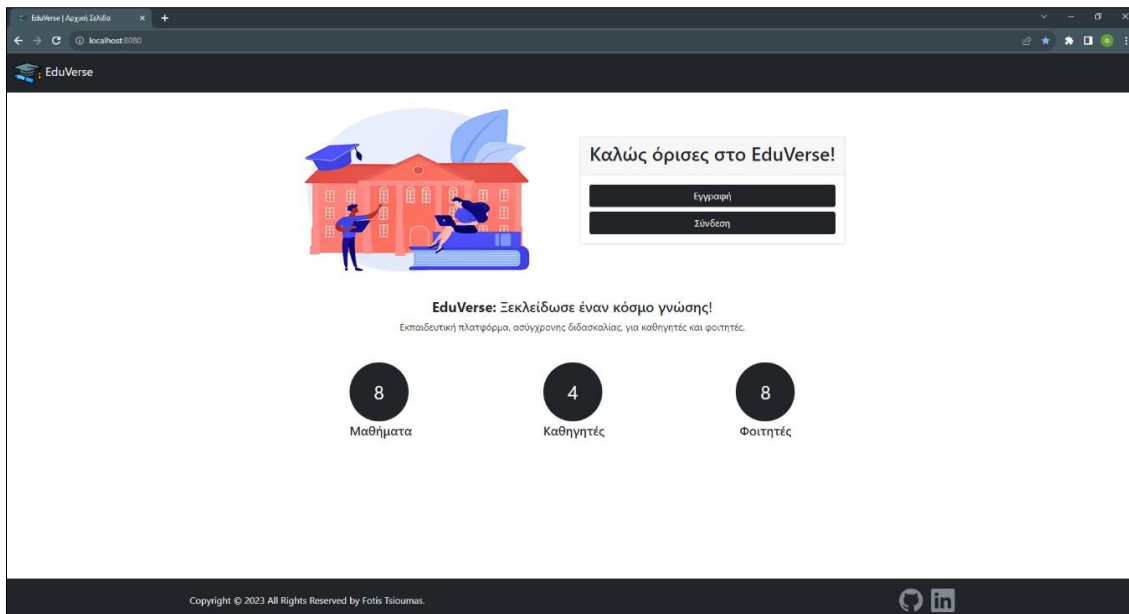 EduVerse | Αρχική Σελίδα
localhost:8080
EduVerse
Καλώς όρισες στο EduVerse!
Εγγραφή
Σύνδεση
EduVerse: Ξεκλείδωσε έναν κόσμο γνώσης!
Εκπαιδευτική πλατφόρμα, ασύγχρονης διδασκαλίας, για καθηγητές και φοιτητές.
8 4 8
Μαθήματα Καθηγητές Φοιτητές
Copyright © 2023 All Rights Reserved by Fotis Tsioumas.
in